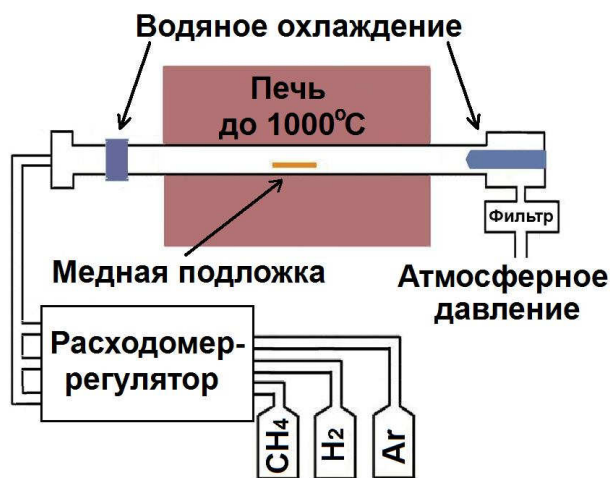 Водяное охлаждение
Печь
до 1000°С
Фильтр
Медная подложка
Атмосферное
давление
Расходомер-
регулятор
CH4
H2
Ar